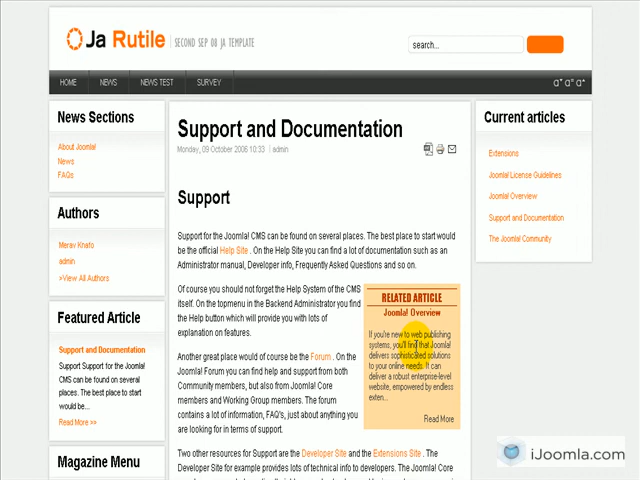 Ja Rutile | SECOND SEP 08 JA TEMPLATE
search...
HOME NEWS NEWS TEST SURVEY
News Sections
About Joomla!
News
FAQs
Authors
Merav Knafo
admin
>View All Authors
Featured Article
Support and Documentation
Support Support for the Joomla!
CMS can be found on several
places. The best place to start
would be...
Read More >>
Magazine Menu
Support and Documentation
Monday, 09 October 2006 10:33 | admin
Support
Support for the Joomla! CMS can be found on several places. The best place to start would
be the official Help Site . On the Help Site you can find a lot of documentation such as an
Administrator manual, Developer info, Frequently Asked Questions and so on.
Of course you should not forget the Help System of the CMS
itself. On the topmenu in the Backend Administrator you find
the Help button which will provide you with lots of
explanation on features.
Another great place would of course be the Forum . On the
Joomla! Forum you can find help and support from both
Community members, but also from Joomla! Core
members and Working Group members. The forum
contains a lot of information, FAQ's, just about anything you
are looking for in terms of support.
RELATED ARTICLE
Joomla! Overview
If you're new to web publishing
systems, you'll find that Joomla!
delivers sophisticated solutions
to your online needs. It can
deliver a robust enterprise-level
website, empowered by endless
exten...
Read More
Two other resources for Support are the Developer Site and the Extensions Site . The
Developer Site for example provides lots of technical info to developers. The Joomla! Core
Current articles
Extensions
Joomla! License Guidelines
Joomla! Overview
Support and Documentation
The Joomla! Community
iJoomla.com